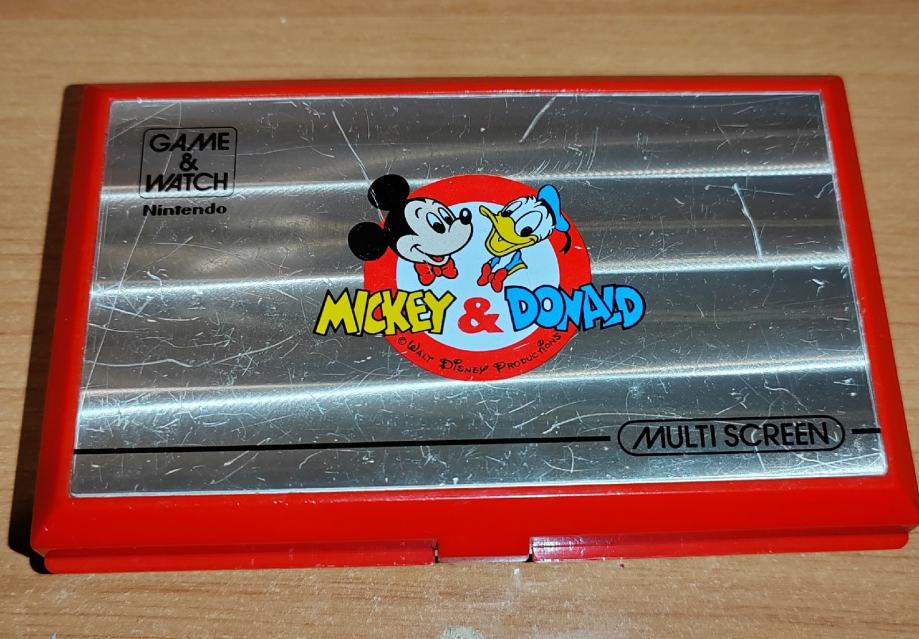 GAME
&
WATCH
Nintendo
MICKEY & DONALD
© WALT DISNEY PRODUCTIONS
MULTI SCREEN